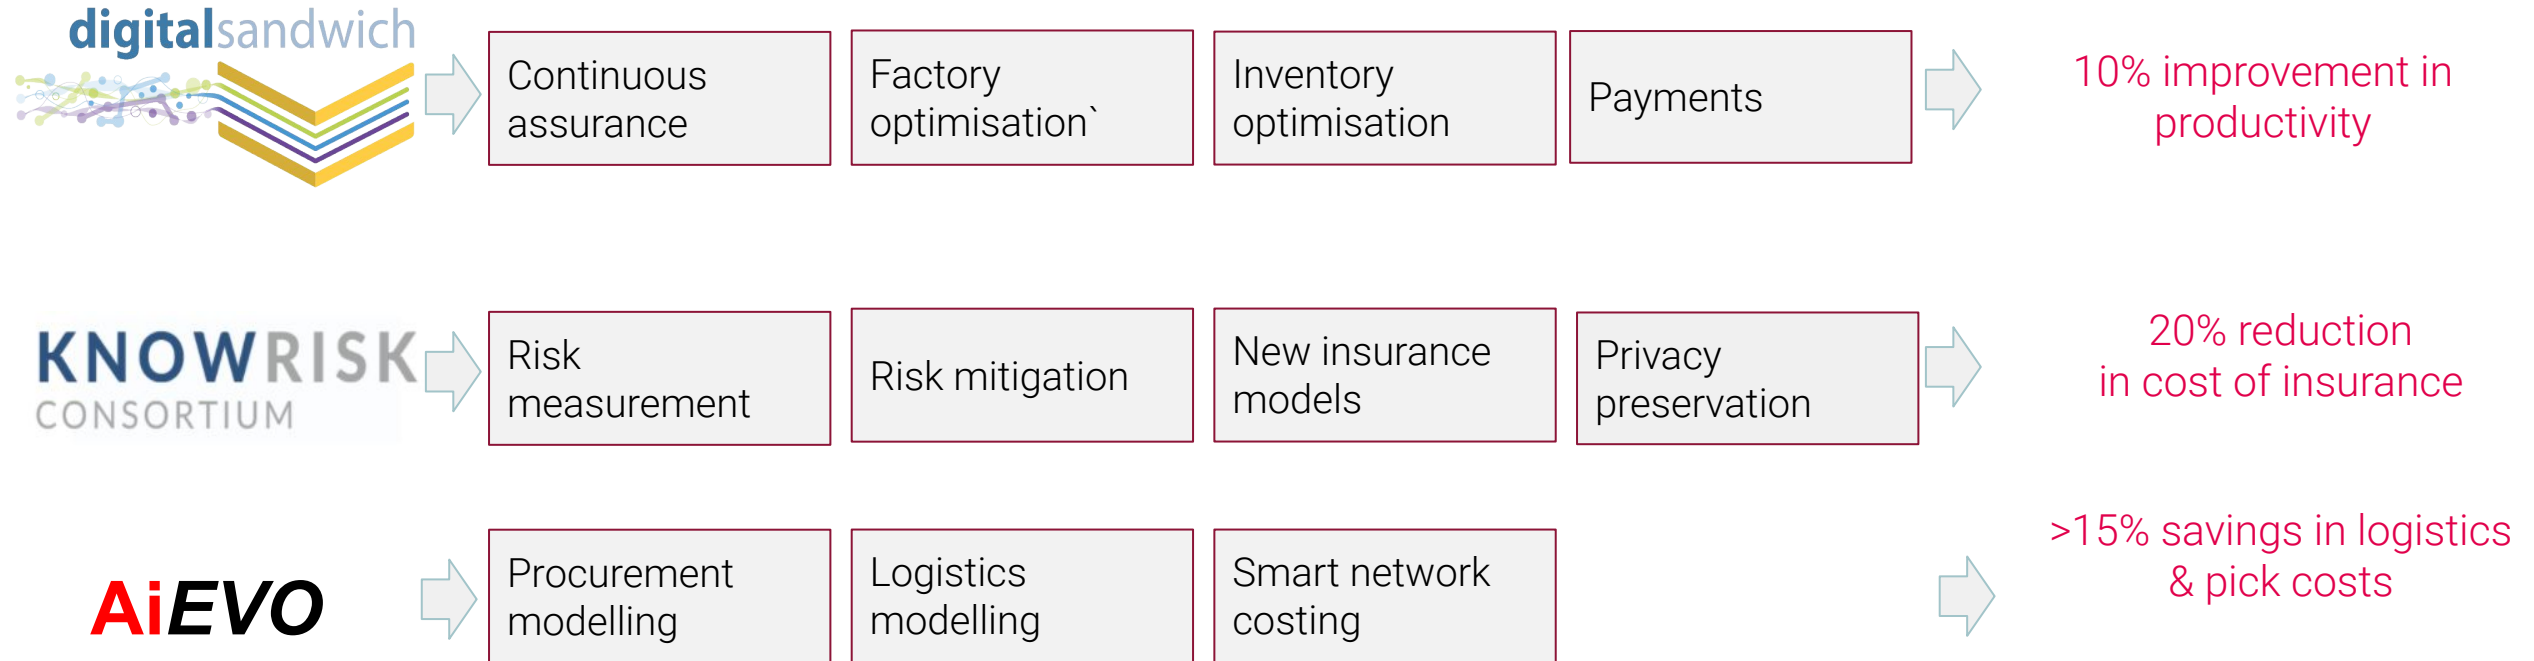 digitalsandwich
Continuous
assurance
Factory
optimisation`
Inventory
optimisation
Payments
10% improvement in
productivity
KNOWRISK
CONSORTIUM
Risk
measurement
Risk mitigation
New insurance
models
Privacy
preservation
20% reduction
in cost of insurance
AiEVO
Procurement
modelling
Logistics
modelling
Smart network
costing
>15% savings in logistics
& pick costs